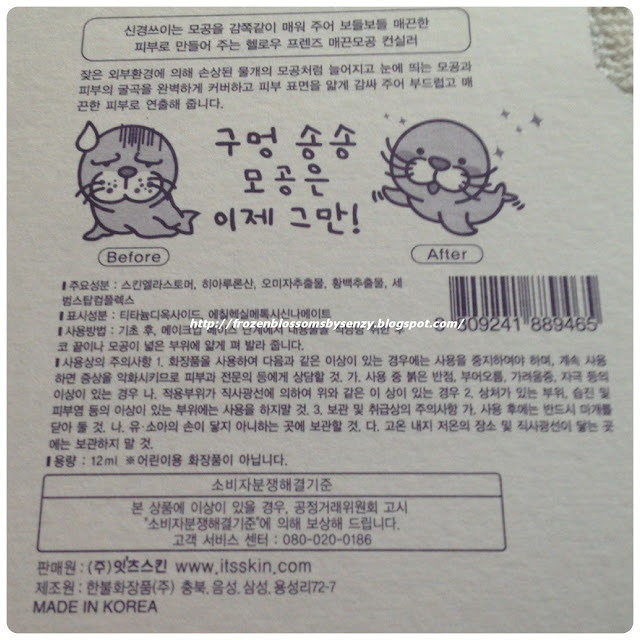 신경쓰이는 모공을 감쪽같이 매워 주어 보들보들 매끈한
피부로 만들어 주는 헬로우 프렌즈 매끈모공 컨실러
잦은 외부환경에 의해 손상된 물개의 모공처럼 늘어지고 눈에 띄는 모공과
피부의 굴곡을 완벽하게 커버하고 피부 표면을 얇게 감싸 주어 부드럽고 매
끈한 피부로 연출해 줍니다.
구멍 송송
모공은
이제 그만!
Before
After
주요성분 : 스킨엘라스토머, 히아루론산, 오미자추출물, 황백추출물, 세
범스탑컴플렉스
표시성분 : 티타늄디옥사이드, 에칠헥실메톡시신나메이트
http://frozenblossomsbysenzy.blogspot.com/
809241 889465
사용방법 : 기초 후, 메이크업 베이스 단계에서 내용물을 적당량 취한 후
코 끝이나 모공이 넓은 부위에 얇게 펴 발라 줍니다.
사용상의 주의사항 1. 화장품을 사용하여 다음과 같은 이상이 있는 경우에는 사용을 중지하여야 하며, 계속 사용
하면 증상을 악화시키므로 피부과 전문의 등에게 상담할 것. 가. 사용 중 붉은 반점, 부어오름, 가려움증, 자극 등의
이상이 있는 경우 나. 적용부위가 직사광선에 의하여 위와 같은 이상이 있는 경우 2. 상처가 있는 부위, 습진 및
피부염 등의 이상이 있는 부위에는 사용을 하지말 것. 3. 보관 및 취급상의 주의사항 가. 사용 후에는 반드시 마개를
닫아 둘 것. 나. 유·소아의 손이 닿지 아니하는 곳에 보관할 것. 다. 고온 내지 저온의 장소 및 직사광선이 닿는 곳
에는 보관하지 말 것.
용량 : 12ml ※어린이용 화장품이 아닙니다.
소비자분쟁해결기준
본 상품에 이상이 있을 경우, 공정거래위원회 고시
"소비자분쟁해결기준"에 의해 보상해 드립니다.
고객 서비스 센터 : 080-020-0186
판매원 : (주)잇츠스킨 www.itsskin.com
제조원 : 한불화장품(주) 충북, 음성, 삼성, 용성리72-7
MADE IN KOREA